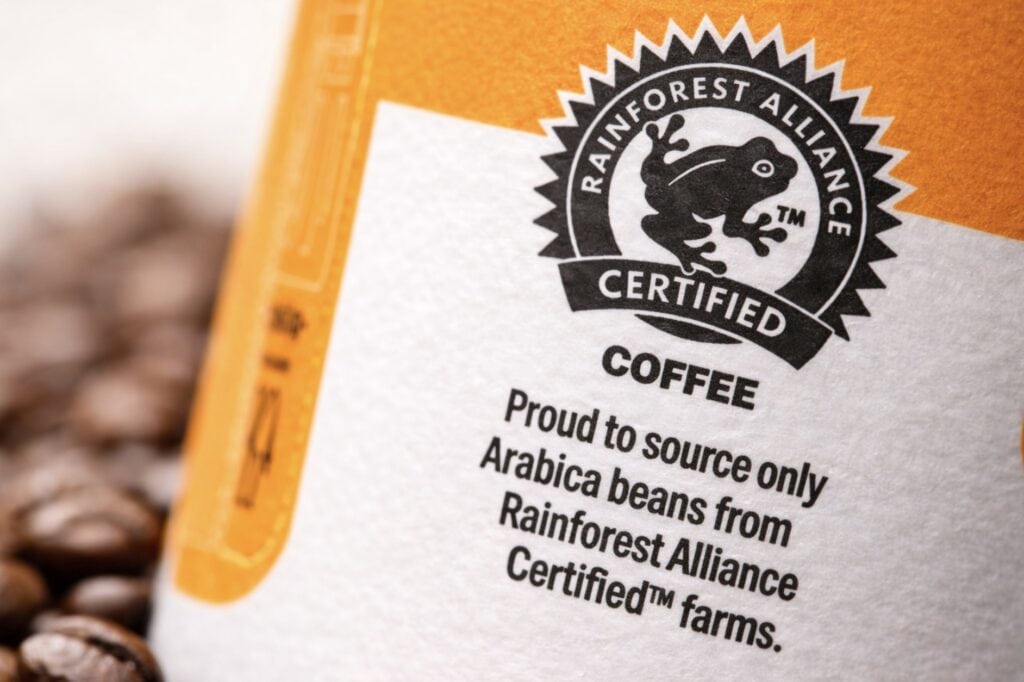 RAINFOREST ALLIANCE
TM
CERTIFIED
COFFEE
Proud to source only
Arabica beans from
Rainforest Alliance
Certified™ farms.